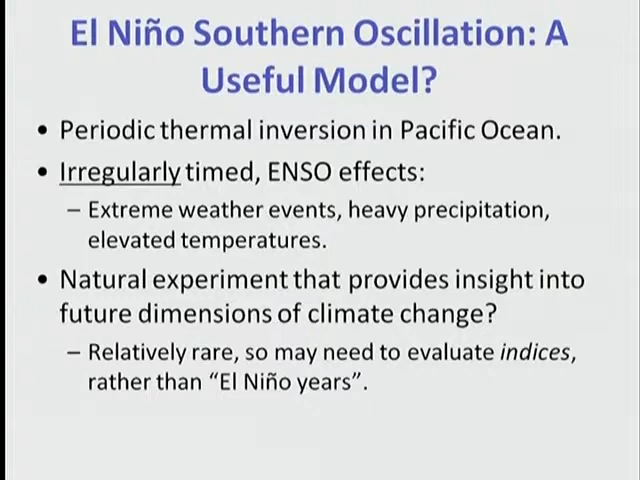 El Niño Southern Oscillation: A
Useful Model?
• Periodic thermal inversion in Pacific Ocean.
• Irregularly timed, ENSO effects:
– Extreme weather events, heavy precipitation,
elevated temperatures.
• Natural experiment that provides insight into
future dimensions of climate change?
– Relatively rare, so may need to evaluate indices,
rather than “El Niño years”.